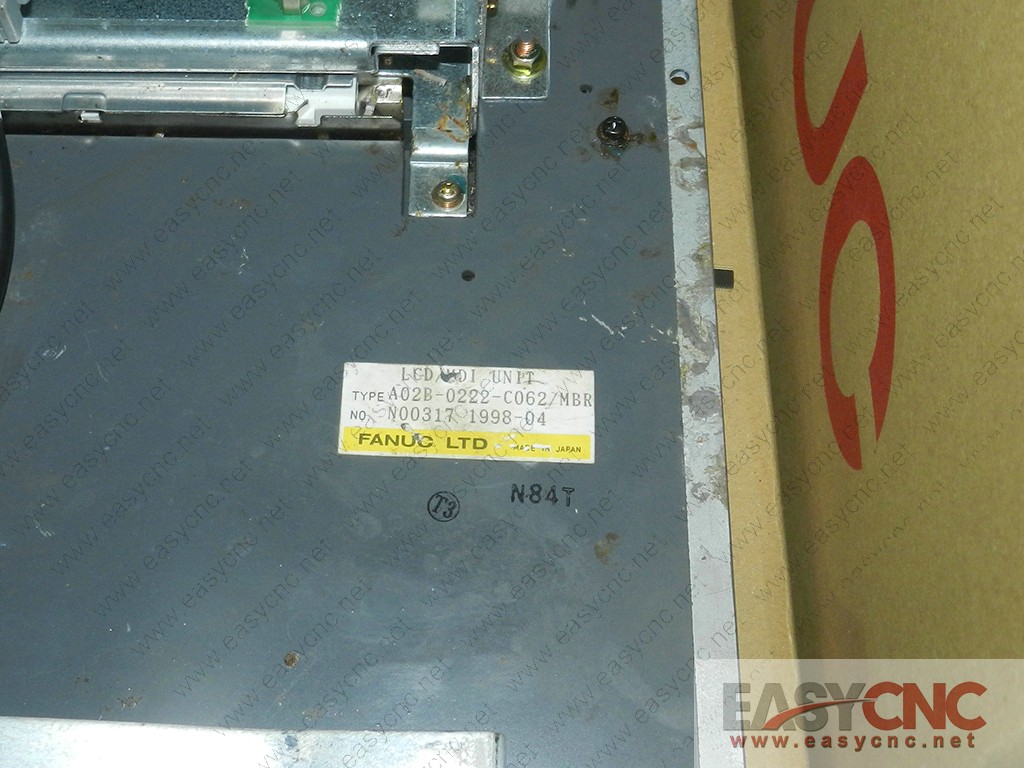 LCD/MDI UNIT
TYPE A02B-0222-C062/MBR
NO. N00317 1998-04
FANUC LTD MADE IN JAPAN
T3 N84T
EASYCNC
www.easycnc.net